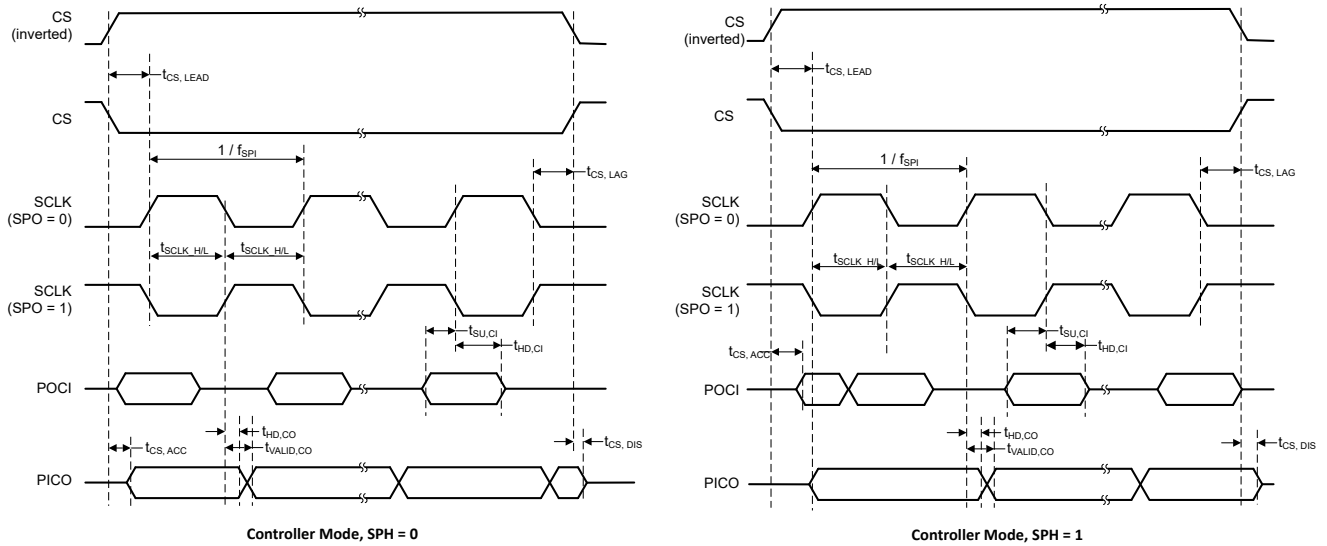 CS
(inverted)
tCS, LEAD
CS
1 / fSPI
tCS, LAG
SCLK
(SPO = 0)
tSCLK_H/L
tSCLK_H/L
SCLK
(SPO = 1)
tSU,CI
tHD,CI
POCI
tHD,CO
tVALID,CO
tCS, ACC
tCS, DIS
PICO
Controller Mode, SPH = 0
CS
(inverted)
tCS, LEAD
CS
1 / fSPI
tCS, LAG
SCLK
(SPO = 0)
tSCLK_H/L
tSCLK_H/L
SCLK
(SPO = 1)
tSU,CI
tHD,CI
tCS, ACC
POCI
tHD,CO
tVALID,CO
tCS, DIS
PICO
Controller Mode, SPH = 1